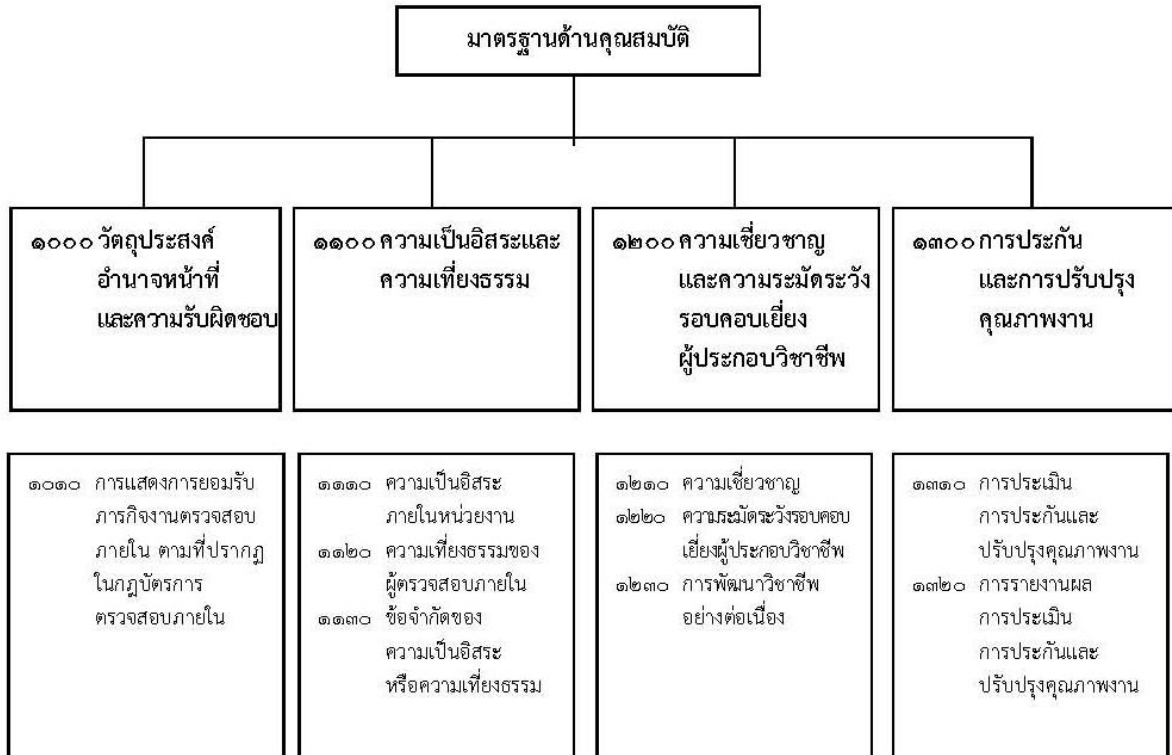 มาตรฐานด้านคุณสมบัติ
๑๐๐๐ วัตถุประสงค์
อำนาจหน้าที่
และความรับผิดชอบ
๑๑๐๐ ความเป็นอิสระและ
ความเที่ยงธรรม
๑๒๐๐ ความเชี่ยวชาญ
และความระมัดระวัง
รอบคอบเยี่ยง
ผู้ประกอบวิชาชีพ
๑๓๐๐ การประกัน
และการปรับปรุง
คุณภาพงาน
๑๐๑๐ การแสดงการยอมรับ
ภารกิจงานตรวจสอบ
ภายใน ตามที่ปรากฏ
ในกฎบัตรการ
ตรวจสอบภายใน
๑๑๑๐ ความเป็นอิสระ
ภายในหน่วยงาน
๑๑๒๐ ความเที่ยงธรรมของ
ผู้ตรวจสอบภายใน
๑๑๓๐ ข้อจำกัดของ
ความเป็นอิสระ
หรือความเที่ยงธรรม
๑๒๑๐ ความเชี่ยวชาญ
๑๒๒๐ ความระมัดระวังรอบคอบ
เยี่ยงผู้ประกอบวิชาชีพ
๑๒๓๐ การพัฒนาวิชาชีพ
อย่างต่อเนื่อง
๑๓๑๐ การประเมิน
การประกันและ
ปรับปรุงคุณภาพงาน
๑๓๒๐ การรายงานผล
การประเมิน
การประกันและ
ปรับปรุงคุณภาพงาน